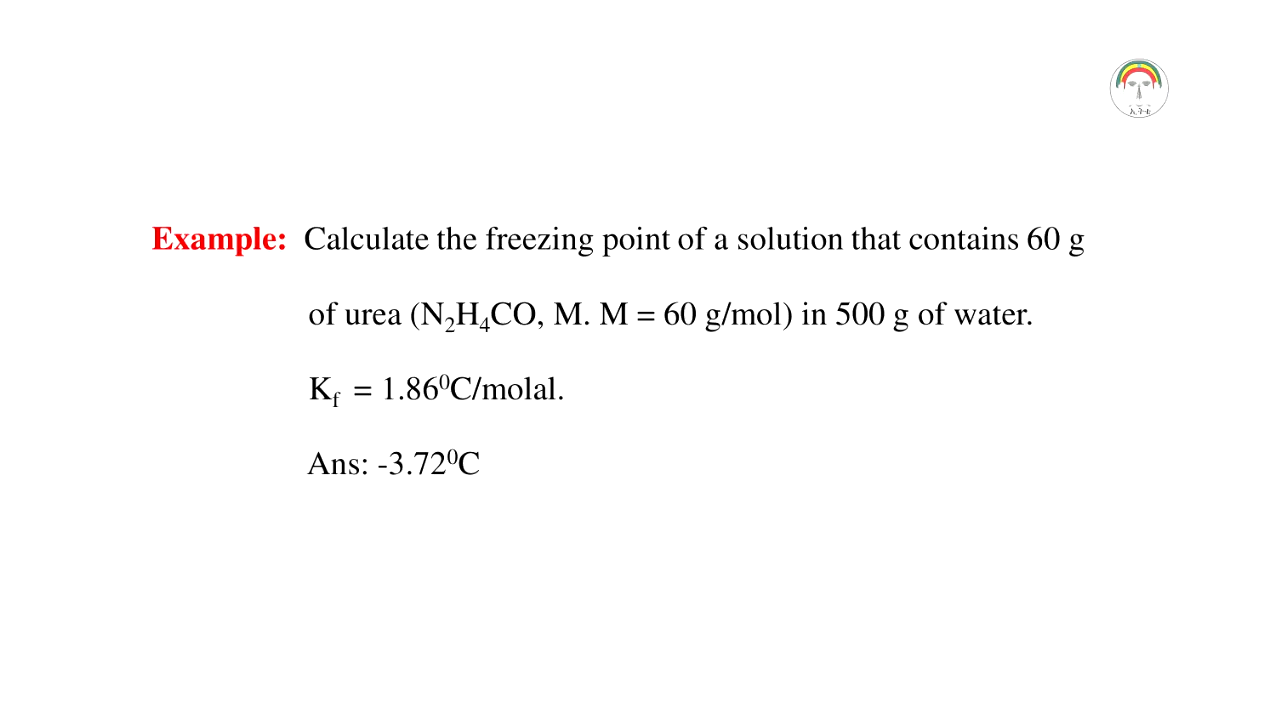 ኢትቴ
Example: Calculate the freezing point of a solution that contains 60 g
of urea (N₂H₄CO, M. M = 60 g/mol) in 500 g of water.
K_f = 1.86⁰C/molal.
Ans: -3.72⁰C